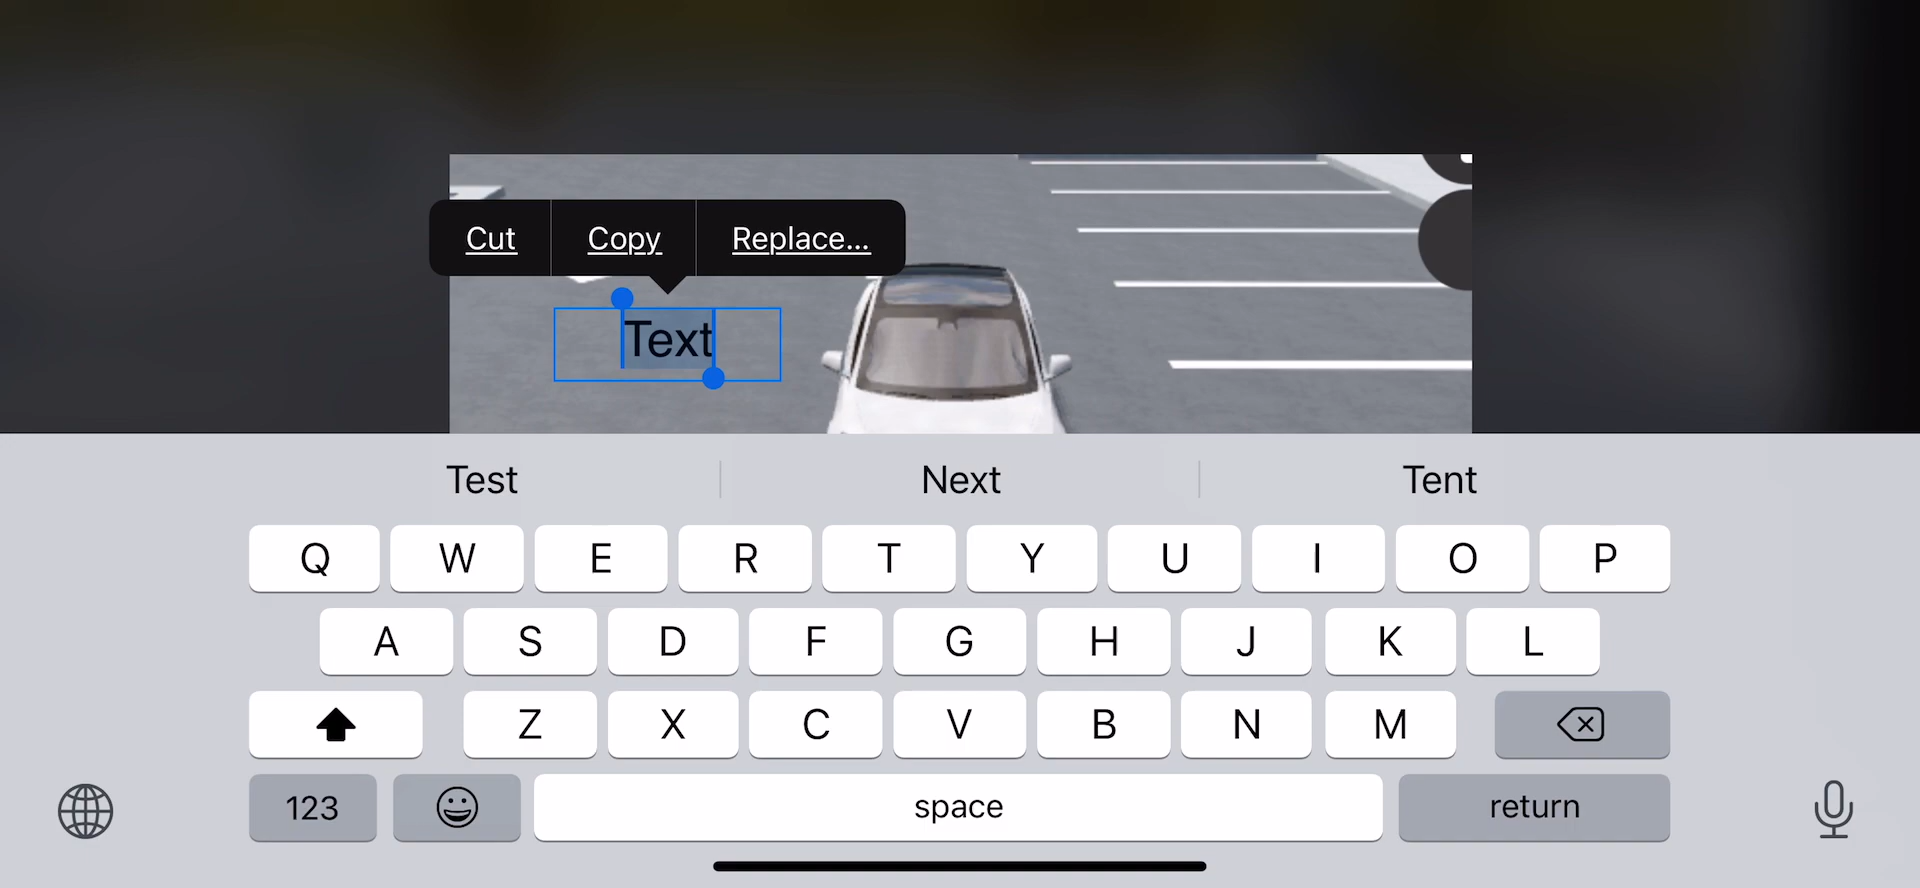 Cut Copy Replace...
Text
Test Next Tent
Q W E R T Y U I O P
A S D F G H J K L
Z X C V B N M
123 space return